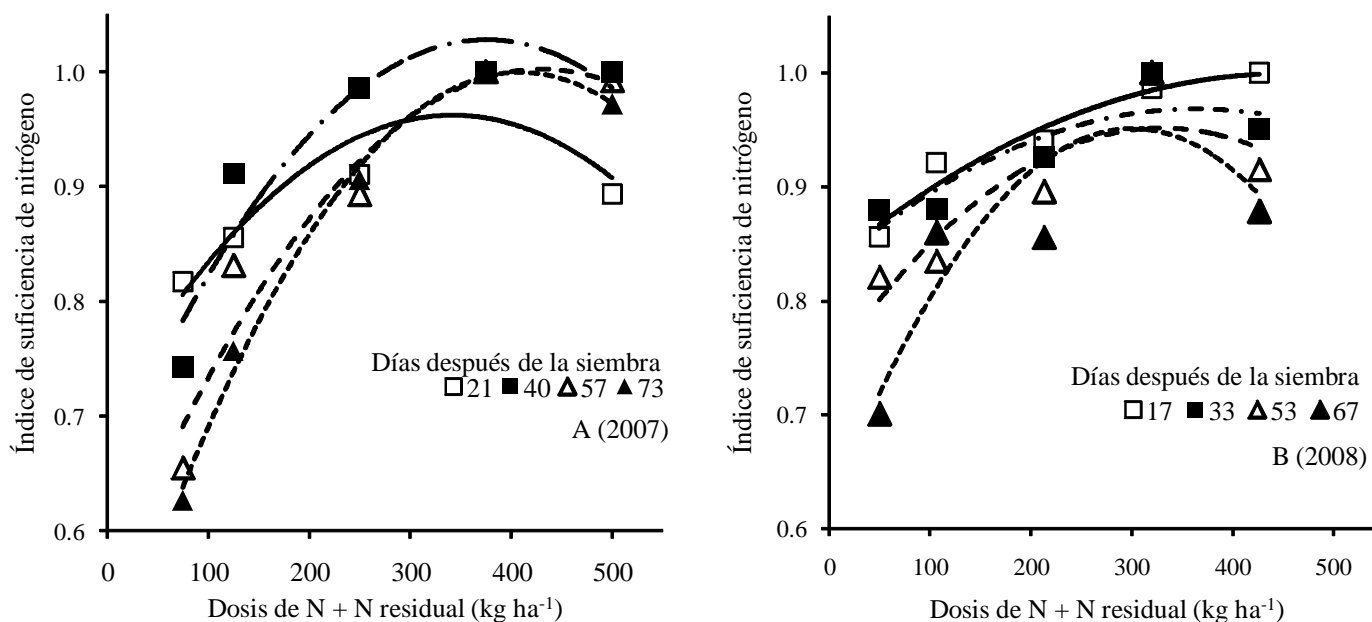 Índice de suficiencia de nitrógeno
1.0
0.9
0.8
0.7
0.6
0 100 200 300 400 500
Dosis de N + N residual (kg ha-1)
Días después de la siembra
21 40 57 73
A (2007)
Índice de suficiencia de nitrógeno
1.0
0.9
0.8
0.7
0.6
0 100 200 300 400 500
Dosis de N + N residual (kg ha-1)
Días después de la siembra
17 33 53 67
B (2008)